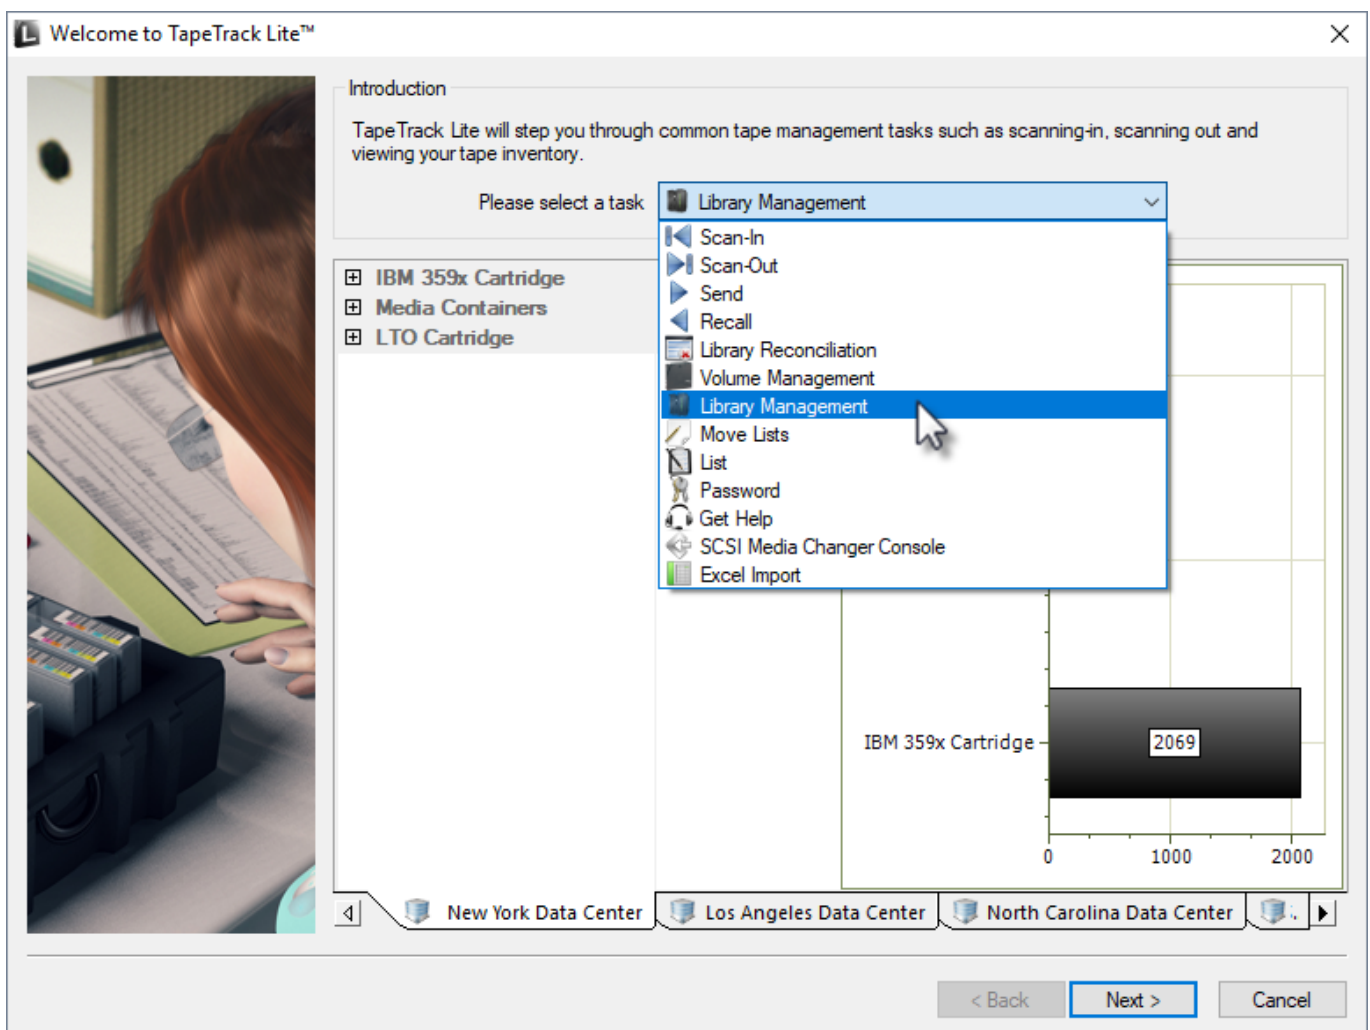 Welcome to TapeTrack Lite™
Introduction
TapeTrack Lite will step you through common tape management tasks such as scanning-in, scanning out and
viewing your tape inventory.
Please select a task
Library Management
Scan-In
Scan-Out
Send
Recall
Library Reconciliation
Volume Management
Library Management
Move Lists
List
Password
Get Help
SCSI Media Changer Console
Excel Import
IBM 359x Cartridge
Media Containers
LTO Cartridge
IBM 359x Cartridge
2069
0 1000 2000
New York Data Center
Los Angeles Data Center
North Carolina Data Center
< Back
Next >
Cancel